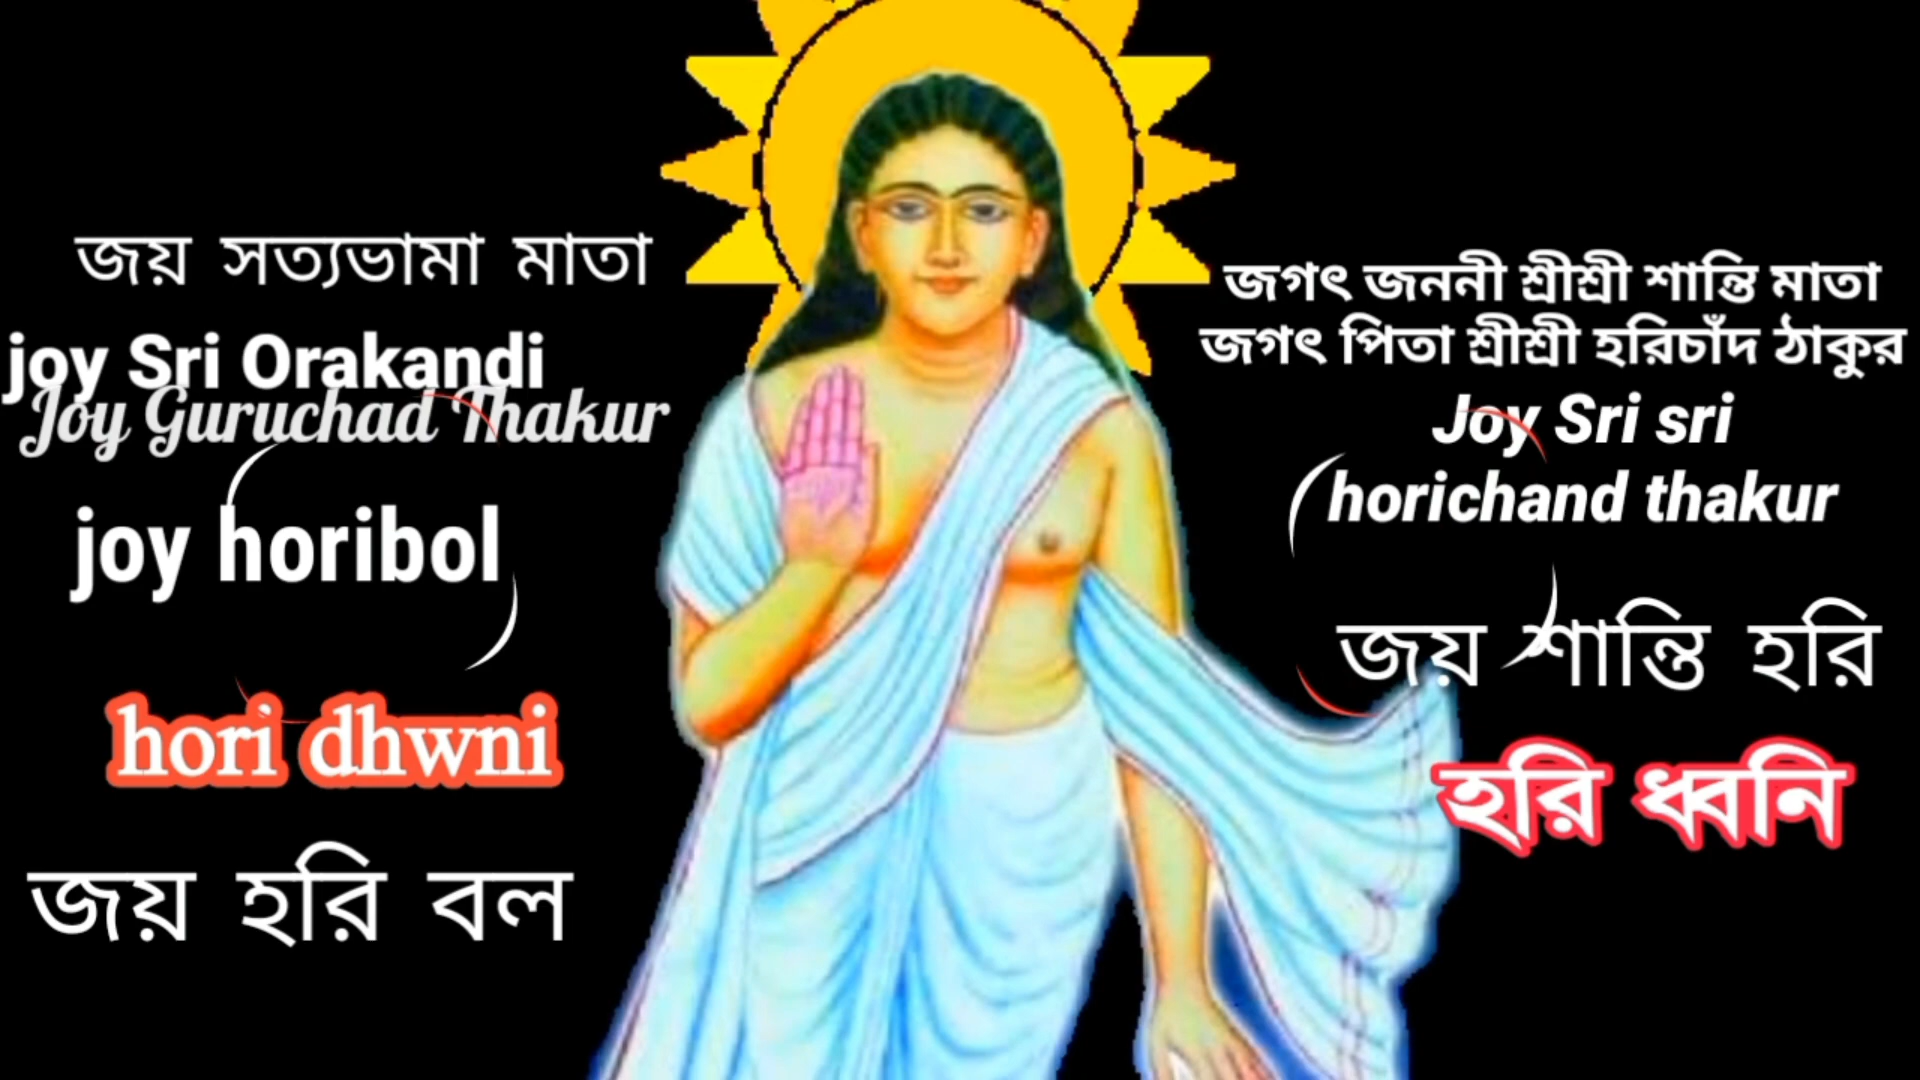 জয় সত্যভামা মাতা
joy Sri Orakandi
Joy Guruchad Thakur
joy horibol
hori dhwni
জয় হরি বল
জগৎ জননী শ্রীশ্রী শান্তি মাতা
জগৎ পিতা শ্রীশ্রী হরিচাঁদ ঠাকুর
Joy Sri sri
horichand thakur
জয় শান্তি হরি
হরি ধ্বনি